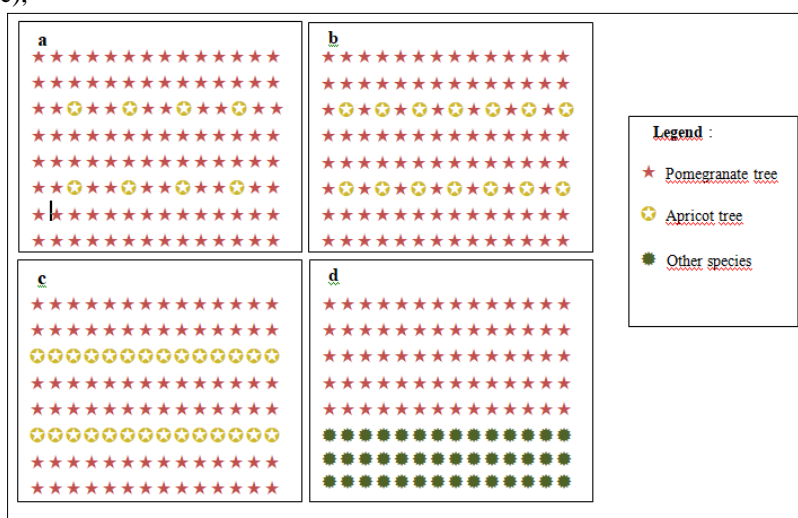 c),
a
b
Legend :
Pomegranate tree
Apricot tree
Other species
c
d